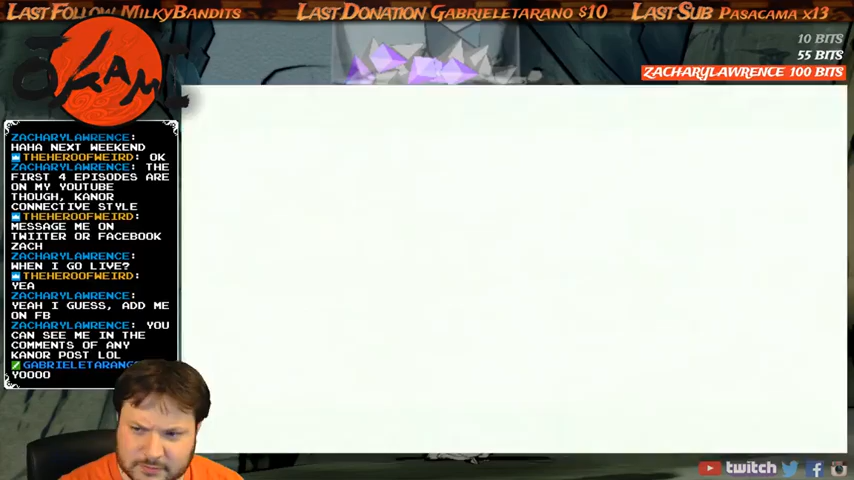 LAST FOLLOW MILKYBANDITS
LAST DONATION GABRIELETARANO $10
LAST SUB PASACAMA X13
10 BITS
55 BITS
ZACHARYLAWRENCE 100 BITS
ŌKAMI
ZACHARYLAWRENCE:
HAHA NEXT WEEKEND
THEHEROOFWEIRD: OK
ZACHARYLAWRENCE: THE
FIRST 4 EPISODES ARE
ON MY YOUTUBE
THOUGH, KANOR
CONNECTIVE STYLE
THEHEROOFWEIRD:
MESSAGE ME ON
TWIITER OR FACEBOOK
ZACH
ZACHARYLAWRENCE:
WHEN I GO LIVE?
THEHEROOFWEIRD:
YEA
ZACHARYLAWRENCE:
YEAH I GUESS, ADD ME
ON FB
ZACHARYLAWRENCE: YOU
CAN SEE ME IN THE
COMMENTS OF ANY
KANOR POST LOL
GABRIELETARANO
YOOOO
twitch